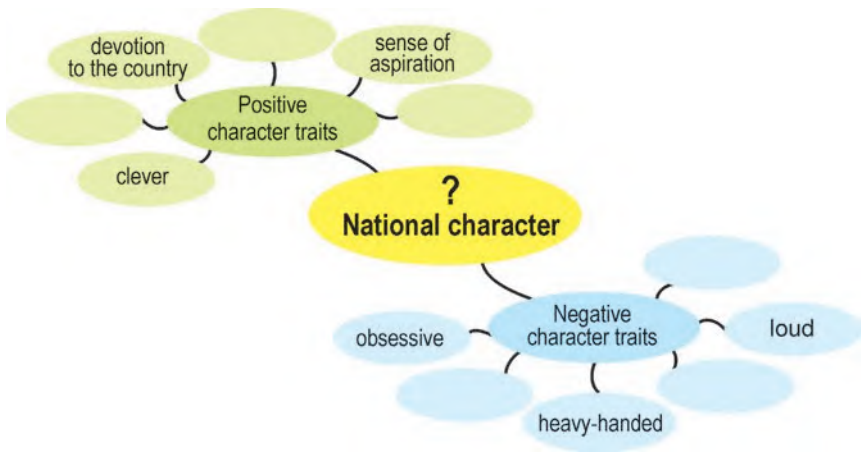 devotion
to the country
sense of
aspiration
Positive
character traits
clever
?
National character
Negative
character traits
obsessive
loud
heavy-handed